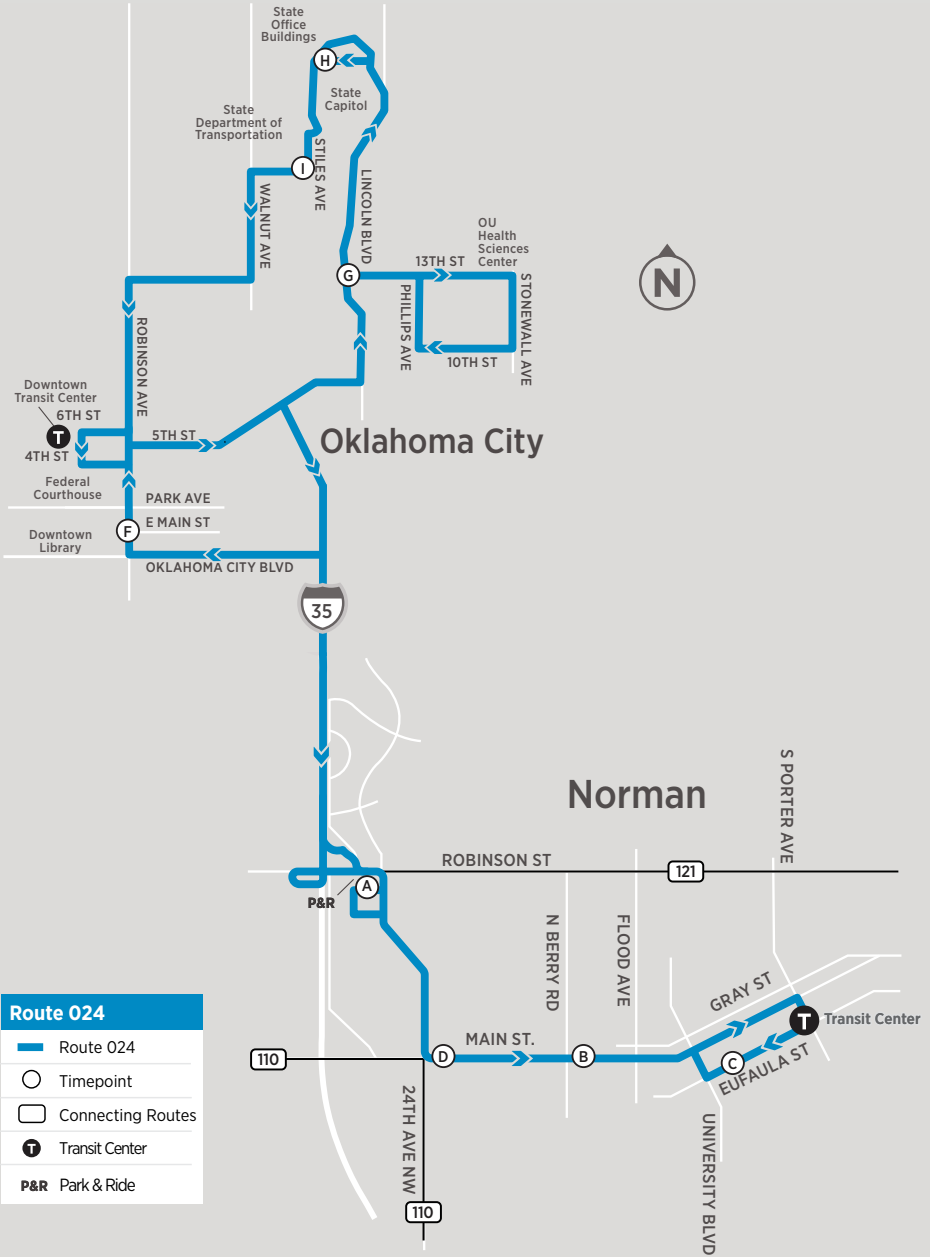 State
Office
Buildings
H
State
Capitol
State
Department of
Transportation
STILES AVE
I
WALNUT AVE
LINCOLN BLVD
OU
Health
Sciences
Center
13TH ST
G
PHILLIPS AVE
STONEWALL AVE
10TH ST
N
ROBINSON AVE
Downtown
Transit Center
6TH ST
T
5TH ST
4TH ST
Oklahoma City
Federal
Courthouse
PARK AVE
E MAIN ST
F
Downtown
Library
OKLAHOMA CITY BLVD
35
Norman
S PORTER AVE
ROBINSON ST
121
A
P&R
N BERRY RD
FLOOD AVE
GRAY ST
T
Transit Center
MAIN ST.
D
B
C
EUFAULA ST
110
24TH AVE NW
UNIVERSITY BLVD
110
Route 024
Route 024
Timepoint
Connecting Routes
T
Transit Center
P&R
Park & Ride